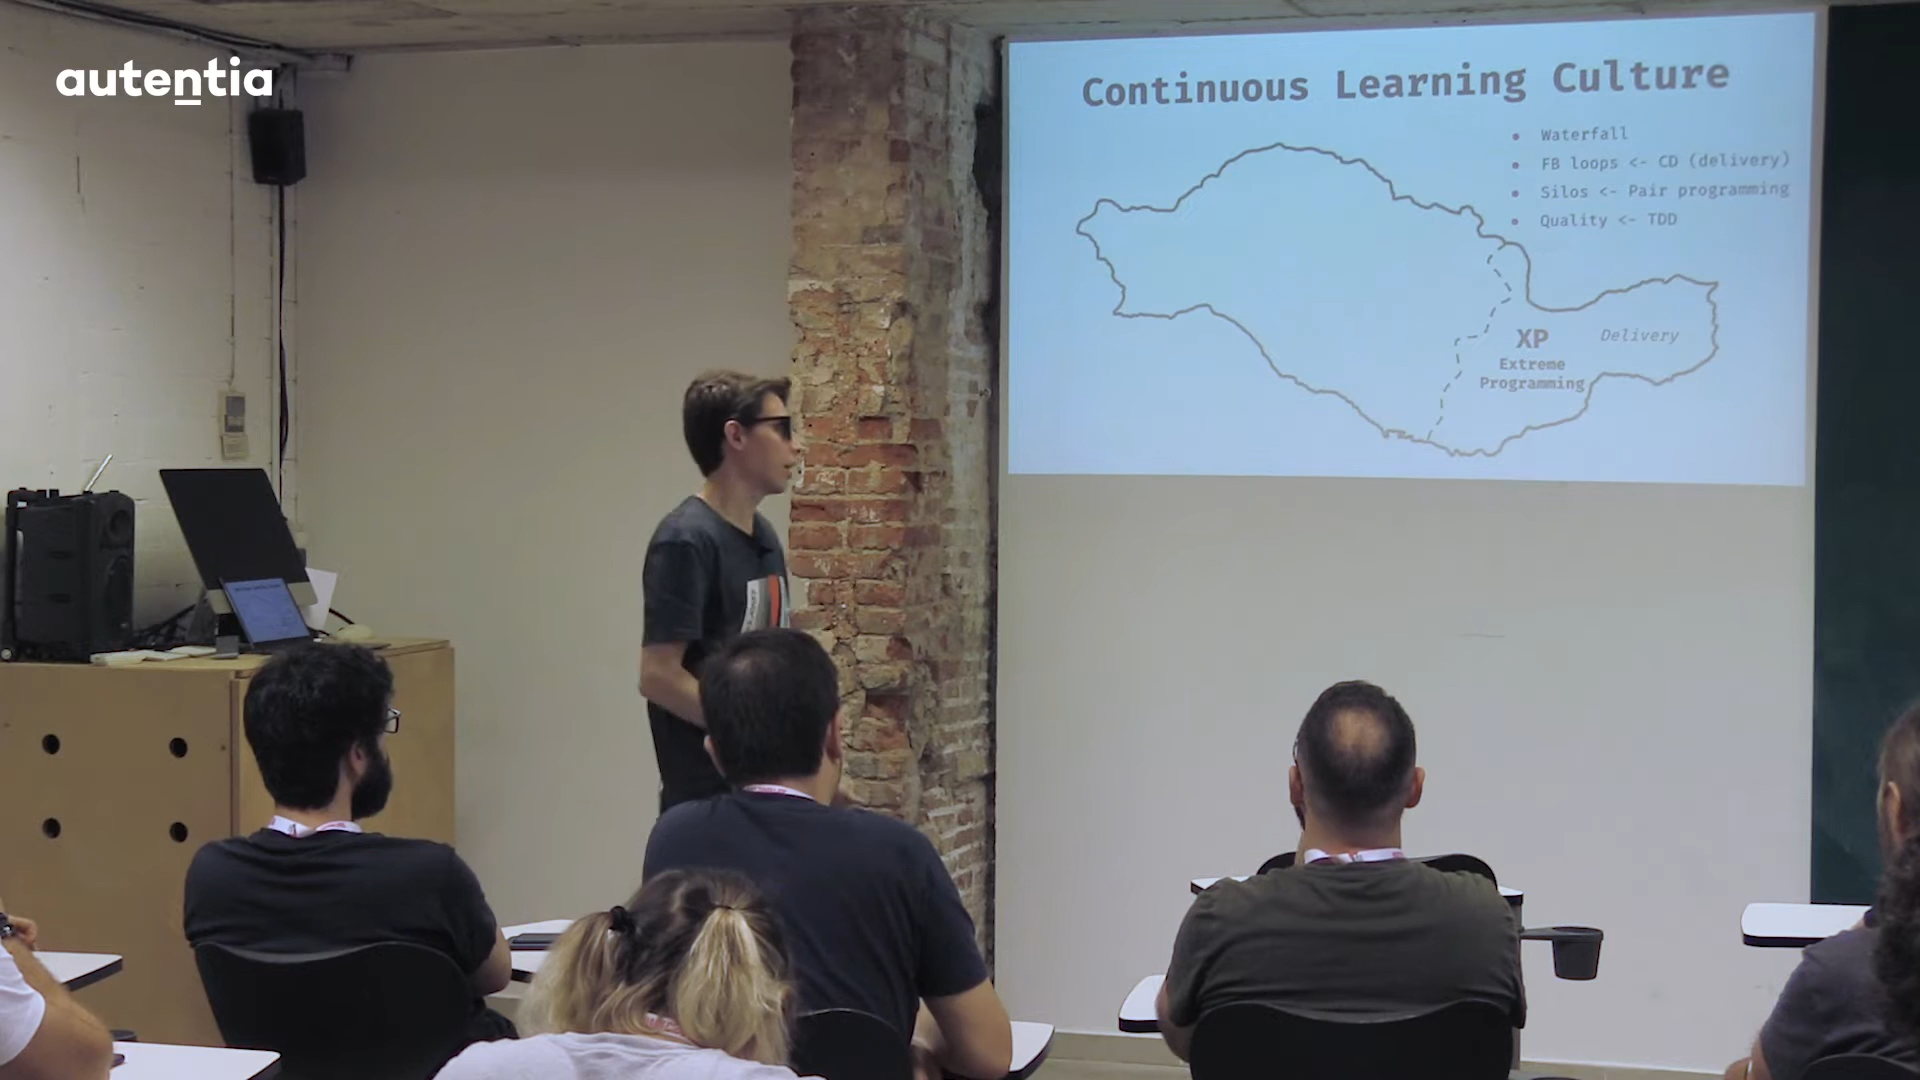 autentia
Continuous Learning Culture
Waterfall
FB loops <- CD (delivery)
Silos <- Pair programming
Quality <- TDD
XP
Delivery
Extreme
Programming